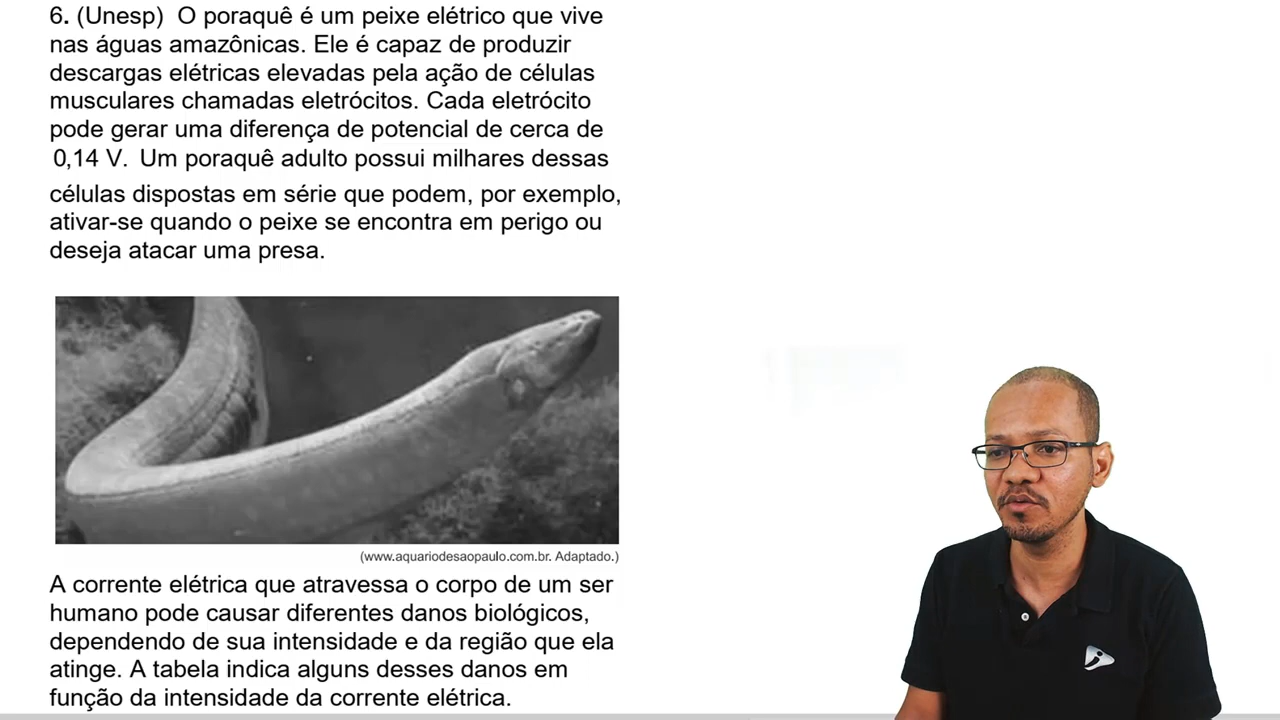 6. (Unesp) O poraquê é um peixe elétrico que vive
nas águas amazônicas. Ele é capaz de produzir
descargas elétricas elevadas pela ação de células
musculares chamadas eletrócitos. Cada eletrócito
pode gerar uma diferença de potencial de cerca de
0,14 V. Um poraquê adulto possui milhares dessas
células dispostas em série que podem, por exemplo,
ativar-se quando o peixe se encontra em perigo ou
deseja atacar uma presa.
(www.aquariodesaopaulo.com.br. Adaptado.)
A corrente elétrica que atravessa o corpo de um ser
humano pode causar diferentes danos biológicos,
dependendo de sua intensidade e da região que ela
atinge. A tabela indica alguns desses danos em
função da intensidade da corrente elétrica.